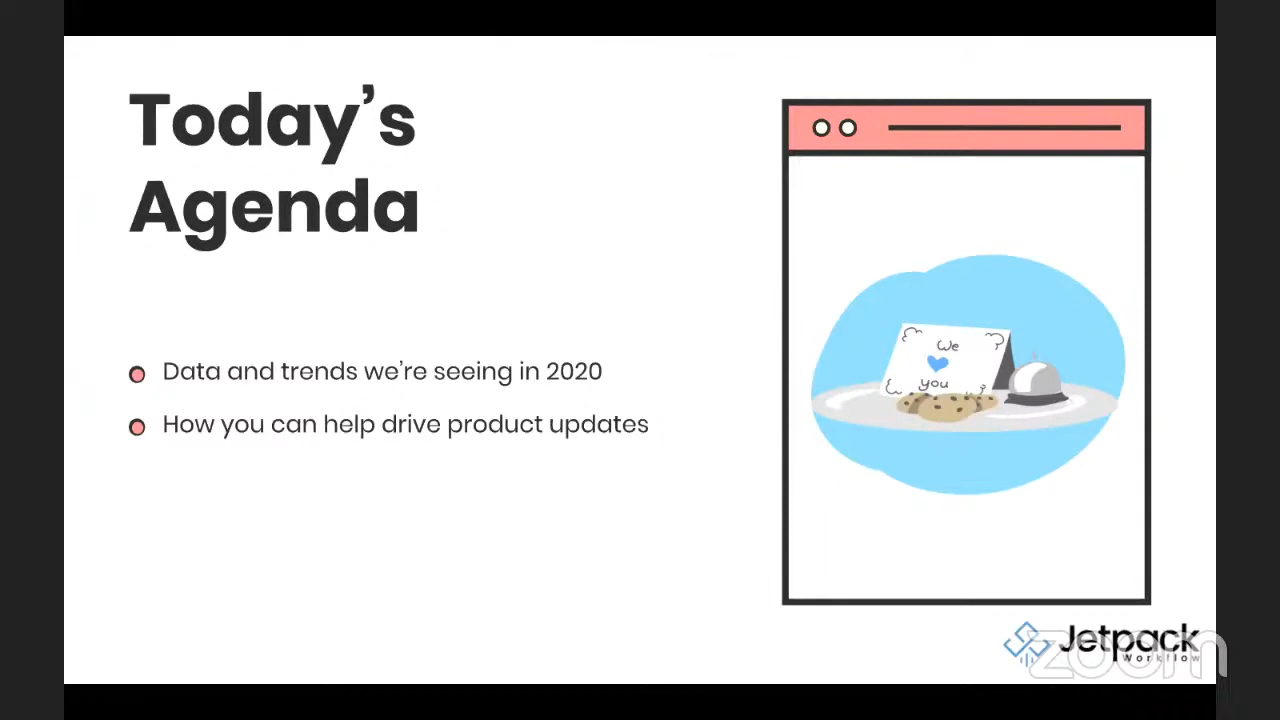 Today's
Agenda
Data and trends we're seeing in 2020
How you can help drive product updates
We
you
Jetpack
Workflow
zoom